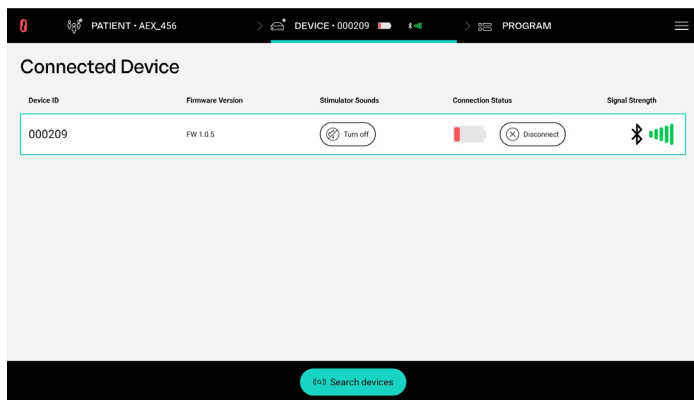 PATIENT • AEX_456 > DEVICE • 000209 > PROGRAM
Connected Device
Device ID Firmware Version Stimulator Sounds Connection Status Signal Strength
000209 FW 1.0.5 Turn off Disconnect
Search devices